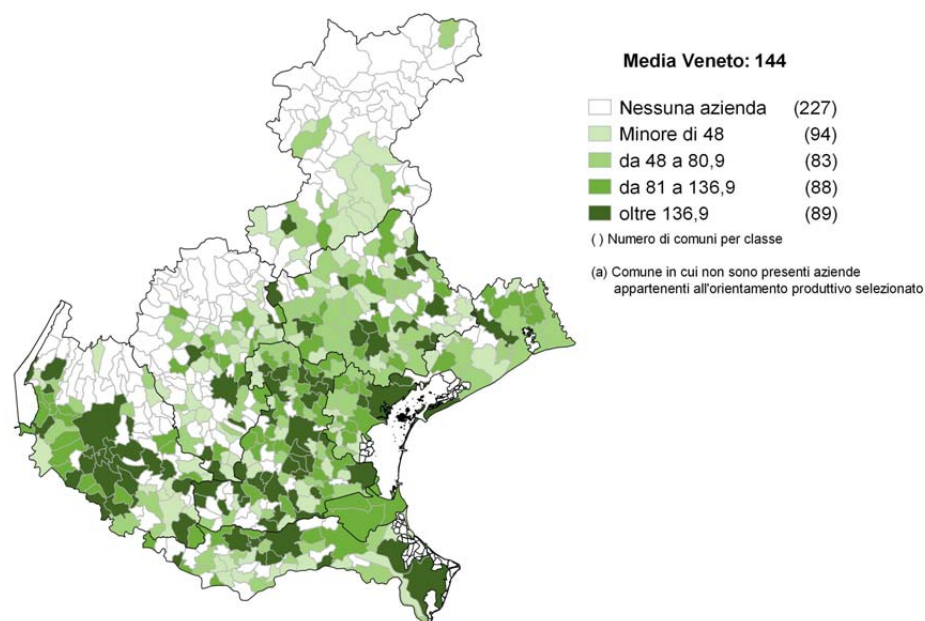 Media Veneto: 144
Nessuna azienda (227)
Minore di 48 (94)
da 48 a 80,9 (83)
da 81 a 136,9 (88)
oltre 136,9 (89)
( ) Numero di comuni per classe
(a) Comune in cui non sono presenti aziende
appartenenti all'orientamento produttivo selezionato